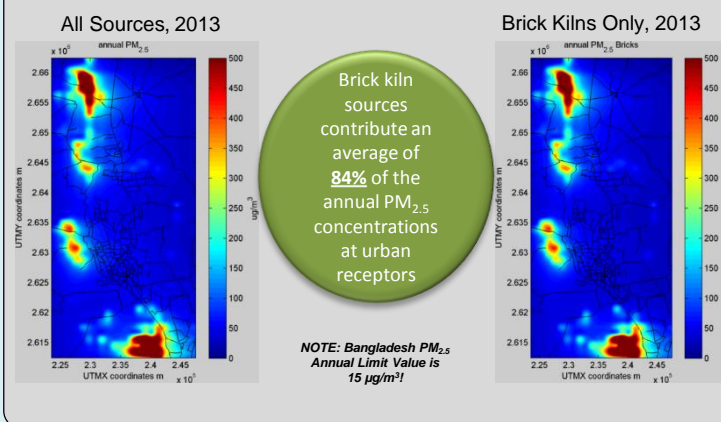 All Sources, 2013
annual PM2.5
x 10^6
2.66
2.655
2.65
2.645
2.64
2.635
2.63
2.625
2.62
2.615
UTMY coordinates m
2.25 2.3 2.35 2.4 2.45
UTMX coordinates m
x 10^5
500
450
400
350
300
250
200
150
100
50
0
ug/m^3
Brick kiln
sources
contribute an
average of
84% of the
annual PM2.5
concentrations
at urban
receptors
NOTE: Bangladesh PM2.5
Annual Limit Value is
15 µg/m³!
Brick Kilns Only, 2013
annual PM2.5 Bricks
x 10^6
2.66
2.655
2.65
2.645
2.64
2.635
2.63
2.625
2.62
2.615
UTMY coordinates m
2.25 2.3 2.35 2.4 2.45
UTMX coordinates m
x 10^5
500
450
400
350
300
250
200
150
100
50
0